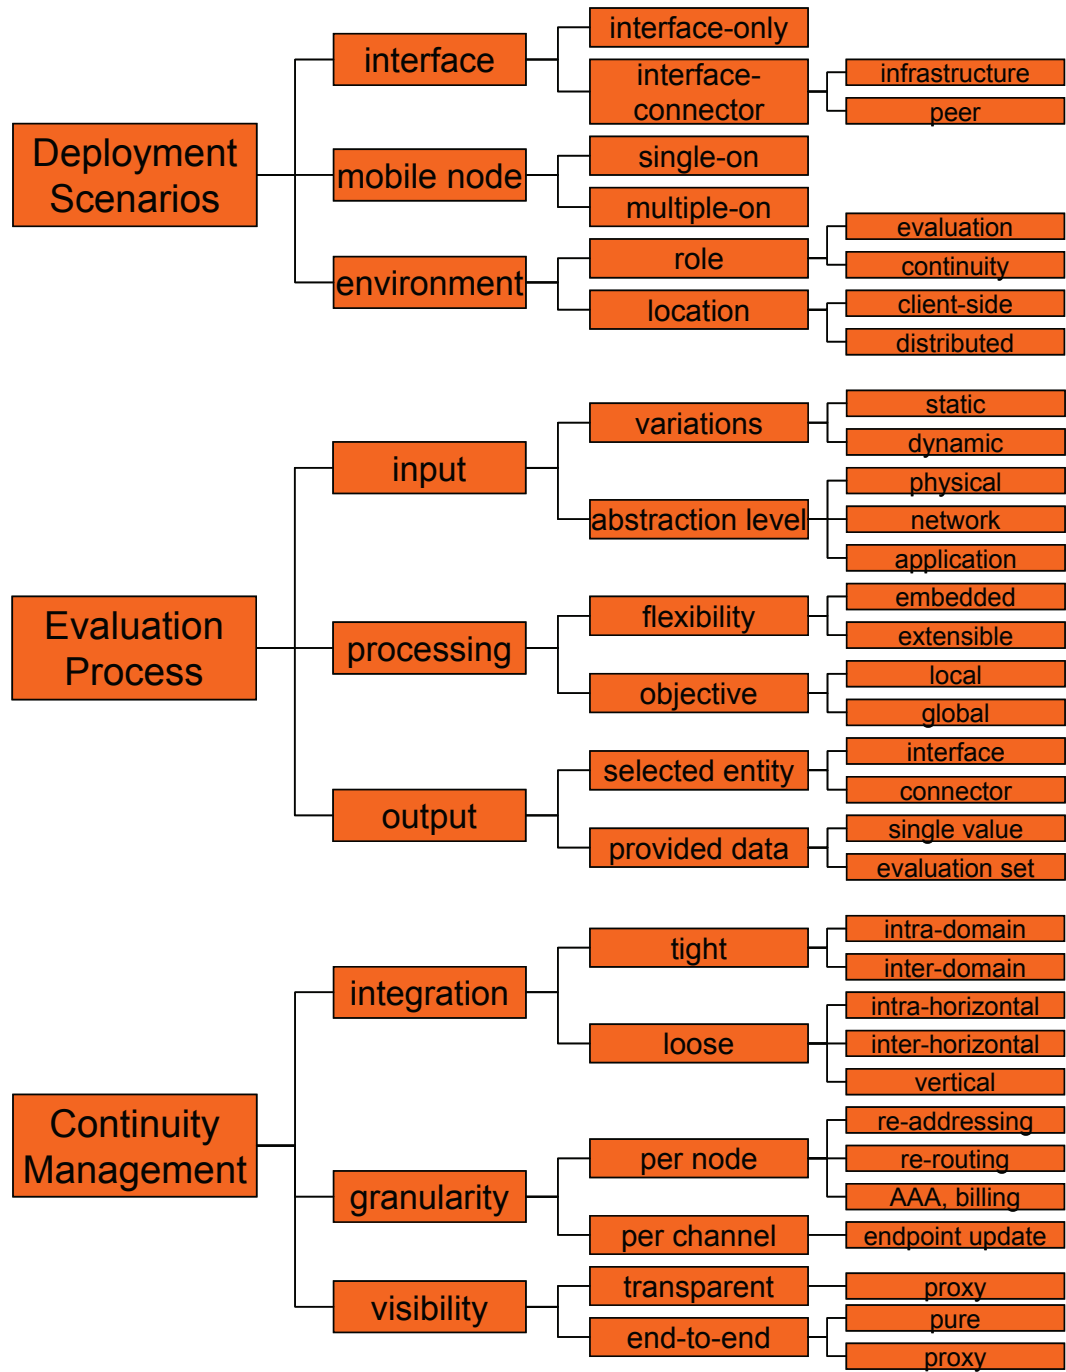 Deployment
Scenarios
interface
interface-only
interface-
connector
infrastructure
peer
mobile node
single-on
multiple-on
environment
role
evaluation
continuity
location
client-side
distributed
Evaluation
Process
input
variations
static
dynamic
abstraction level
physical
network
application
processing
flexibility
embedded
extensible
objective
local
global
output
selected entity
interface
connector
provided data
single value
evaluation set
Continuity
Management
integration
tight
intra-domain
inter-domain
loose
intra-horizontal
inter-horizontal
vertical
granularity
per node
re-addressing
re-routing
AAA, billing
per channel
endpoint update
visibility
transparent
proxy
end-to-end
pure
proxy